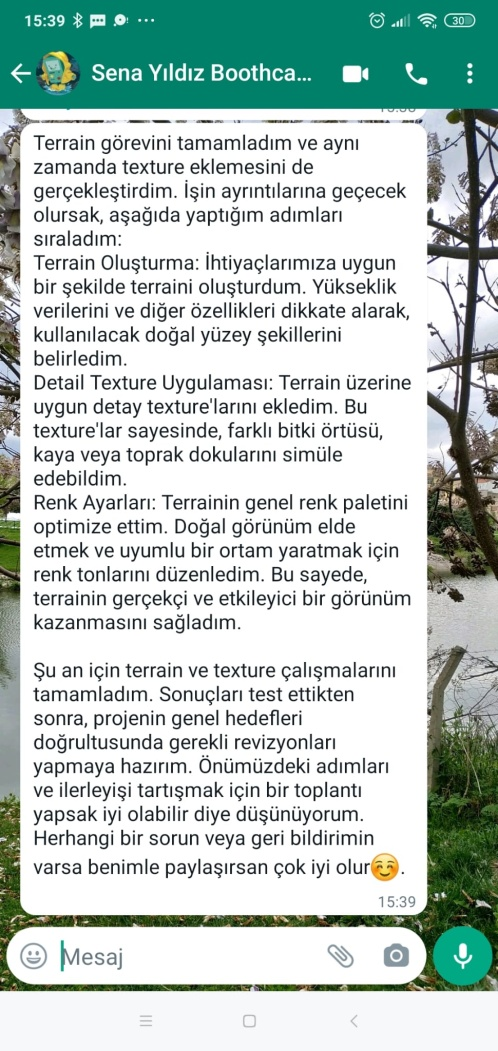 15:39
30
Sena Yıldız Boothca...
Terrain görevini tamamladım ve aynı
zamanda texture eklemesini de
gerçekleştirdim. İşin ayrıntılarına geçecek
olursak, aşağıda yaptığım adımları
sıraladım:
Terrain Oluşturma: İhtiyaçlarımıza uygun
bir şekilde terraini oluşturdum. Yükseklik
verilerini ve diğer özellikleri dikkate alarak,
kullanılacak doğal yüzey şekillerini
belirledim.
Detail Texture Uygulaması: Terrain üzerine
uygun detay texture'larını ekledim. Bu
texture'lar sayesinde, farklı bitki örtüsü,
kaya veya toprak dokularını simüle
edebildim.
Renk Ayarları: Terrainin genel renk paletini
optimize ettim. Doğal görünüm elde
etmek ve uyumlu bir ortam yaratmak için
renk tonlarını düzenledim. Bu sayede,
terrainin gerçekçi ve etkileyici bir görünüm
kazanmasını sağladım.
Şu an için terrain ve texture çalışmalarını
tamamladım. Sonuçları test ettikten
sonra, projenin genel hedefleri
doğrultusunda gerekli revizyonları
yapmaya hazırım. Önümüzdeki adımları
ve ilerleyişi tartışmak için bir toplantı
yapsak iyi olabilir diye düşünüyorum.
Herhangi bir sorun veya geri bildirimin
varsa benimle paylaşırsan çok iyi olur☺️.
15:39
Mesaj